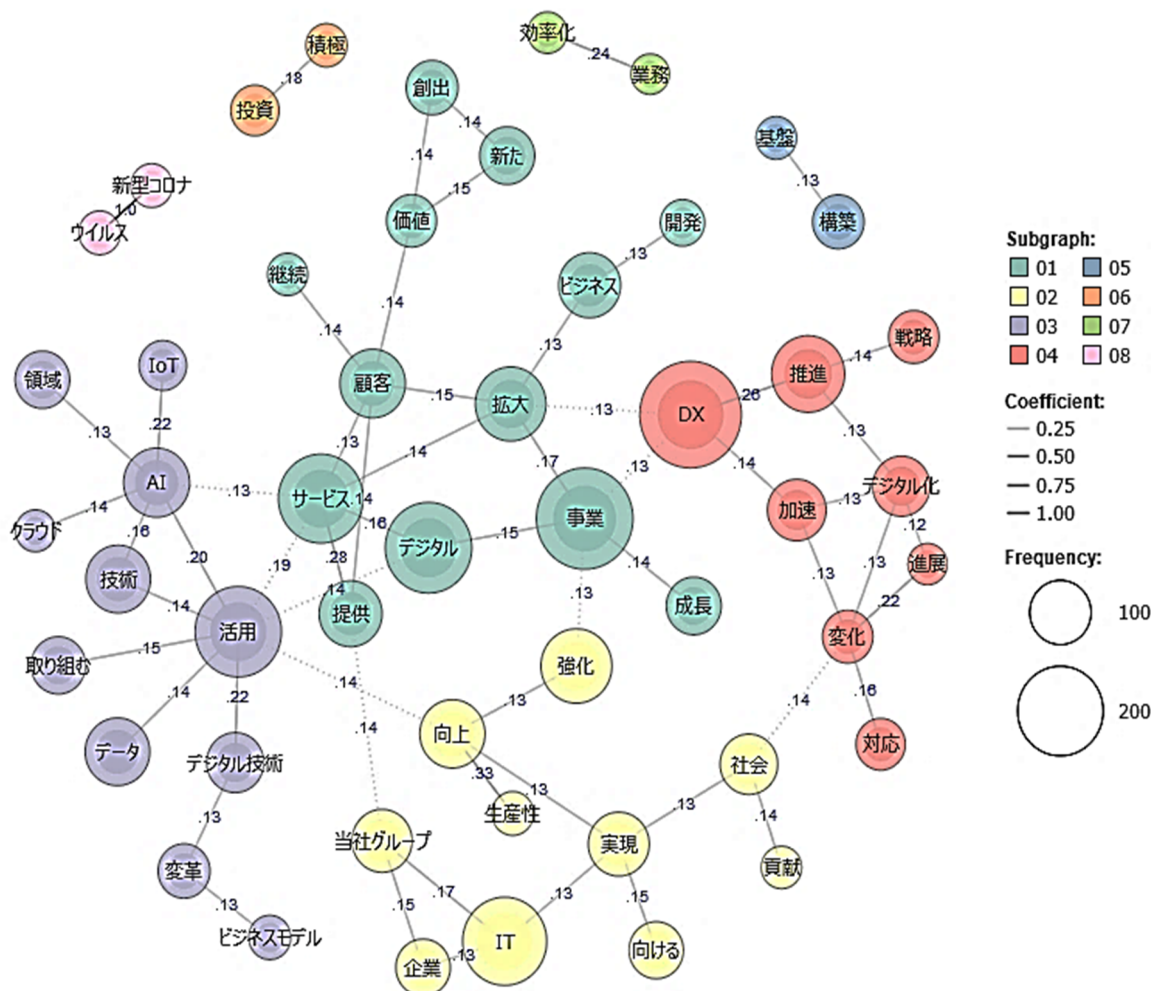 積極
.18
投資
効率化
.24
業務
創出
.14
新た
.14
.15
価値
基盤
.13
構築
新型コロナ
1.0
ウイルス
開発
.13
ビジネス
継続
.14
.14
.13
領域
IoT
.13
.22
AI
.14
クラウド
.16
技術
.20
.13
顧客
.15
拡大
.13
DX
.26
推進
.14
戦略
.13
.14
.14
サービス
.16
デジタル
.15
事業
.17
.13
.14
成長
.14
加速
.13
デジタル化
.13
.12
進展
.13
.13
.22
変化
.16
対応
.28
提供
.19
.14
.14
活用
.15
取り組む
.14
データ
.22
デジタル技術
.13
変革
.13
ビジネスモデル
.14
.14
.13
強化
.13
向上
.33
生産性
.13
実現
.13
社会
.14
.14
貢献
当社グループ
.17
.15
IT
.13
.13
企業
.15
向ける
Subgraph:
01 05
02 06
03 07
04 08
Coefficient:
0.25
0.50
0.75
1.00
Frequency:
100
200